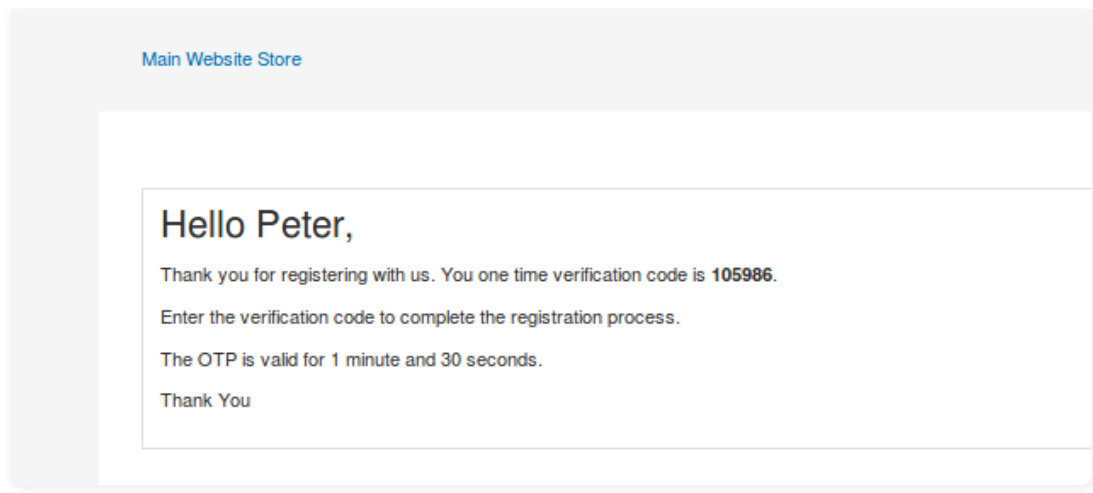 Main Website Store
Hello Peter,
Thank you for registering with us. You one time verification code is 105986.
Enter the verification code to complete the registration process.
The OTP is valid for 1 minute and 30 seconds.
Thank You